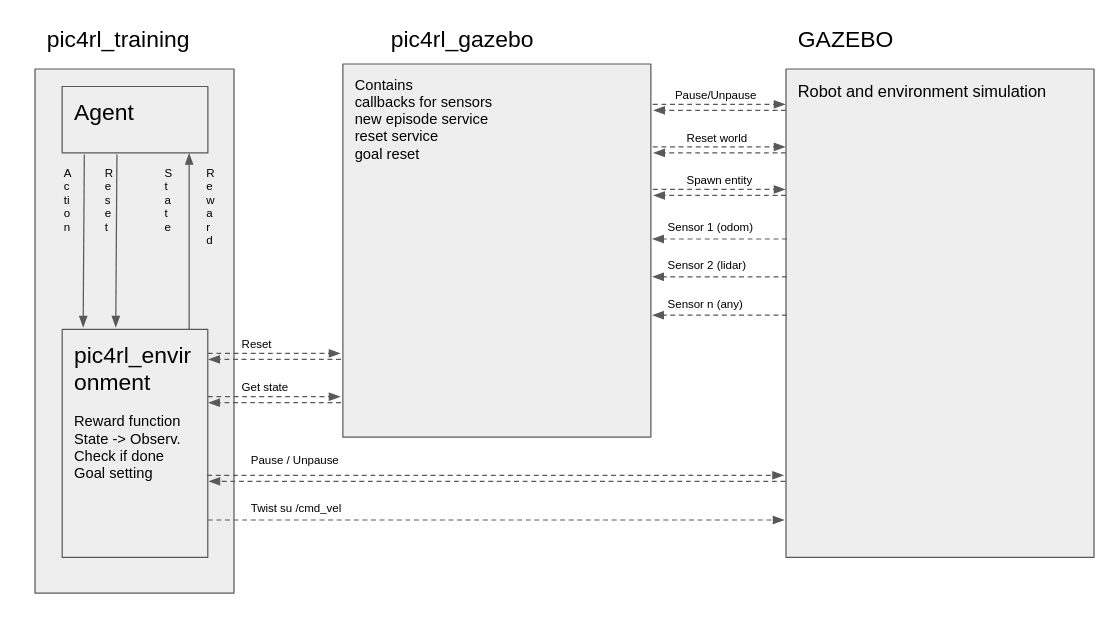 pic4rl_training
pic4rl_gazebo
GAZEBO
Agent
Action
Reset
State
Reward
pic4rl_envir
onment
Reward function
State -> Observ.
Check if done
Goal setting
Contains
callbacks for sensors
new episode service
reset service
goal reset
Robot and environment simulation
Pause/Unpause
Reset world
Spawn entity
Sensor 1 (odom)
Sensor 2 (lidar)
Sensor n (any)
Reset
Get state
Pause / Unpause
Twist su /cmd_vel